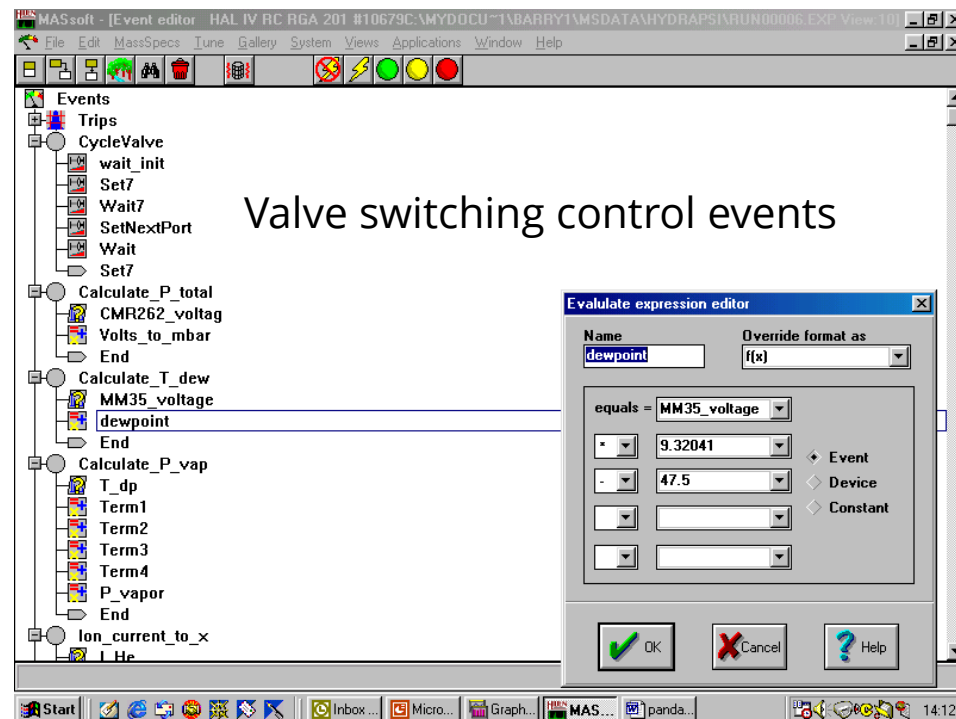 MASsoft - [Event editor HAL IV RC RGA 201 #10679C:\MYDOCU~1\BARRY1\MSDATA\HYDRAPS\RUN00006.EXP View:10]
File Edit MassSpecs Tune Gallery System Views Applications Window Help
Events
Trips
CycleValve
wait_init
Set7
Wait7
SetNextPort
Wait
Set7
Calculate_P_total
CMR262_voltag
Volts_to_mbar
End
Calculate_T_dew
MM35_voltage
dewpoint
End
Calculate_P_vap
T_dp
Term1
Term2
Term3
Term4
P_vapor
End
Ion_current_to_x
I_He
Valve switching control events
Evalulate expression editor
Name Override format as
dewpoint f(x)
equals = MM35_voltage
* 9.32041
- 47.5
Event
Device
Constant
OK Cancel Help
Start Inbox ... Micro... Graph... MAS... panda... 14:12